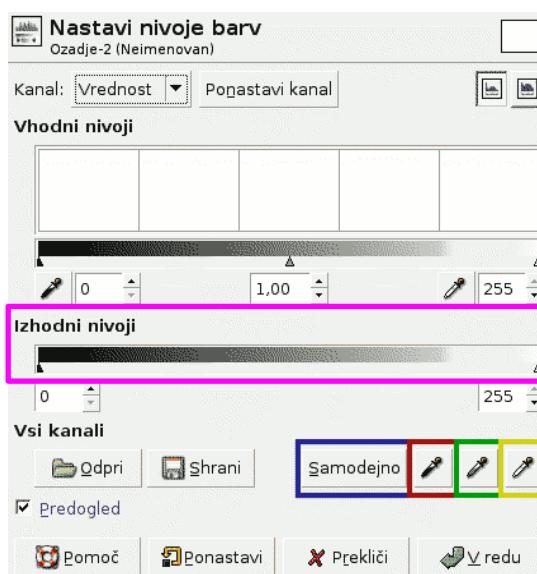 Nastavi nivoje barv
Ozadje-2 (Neimenovan)
Kanal: Vrednost Ponastavi kanal
Vhodni nivoji
0 1,00 255
Izhodni nivoji
0 255
Vsi kanali
Odpri Shrani Samodejno
Predogled
Pomoč Ponastavi Prekliči V redu